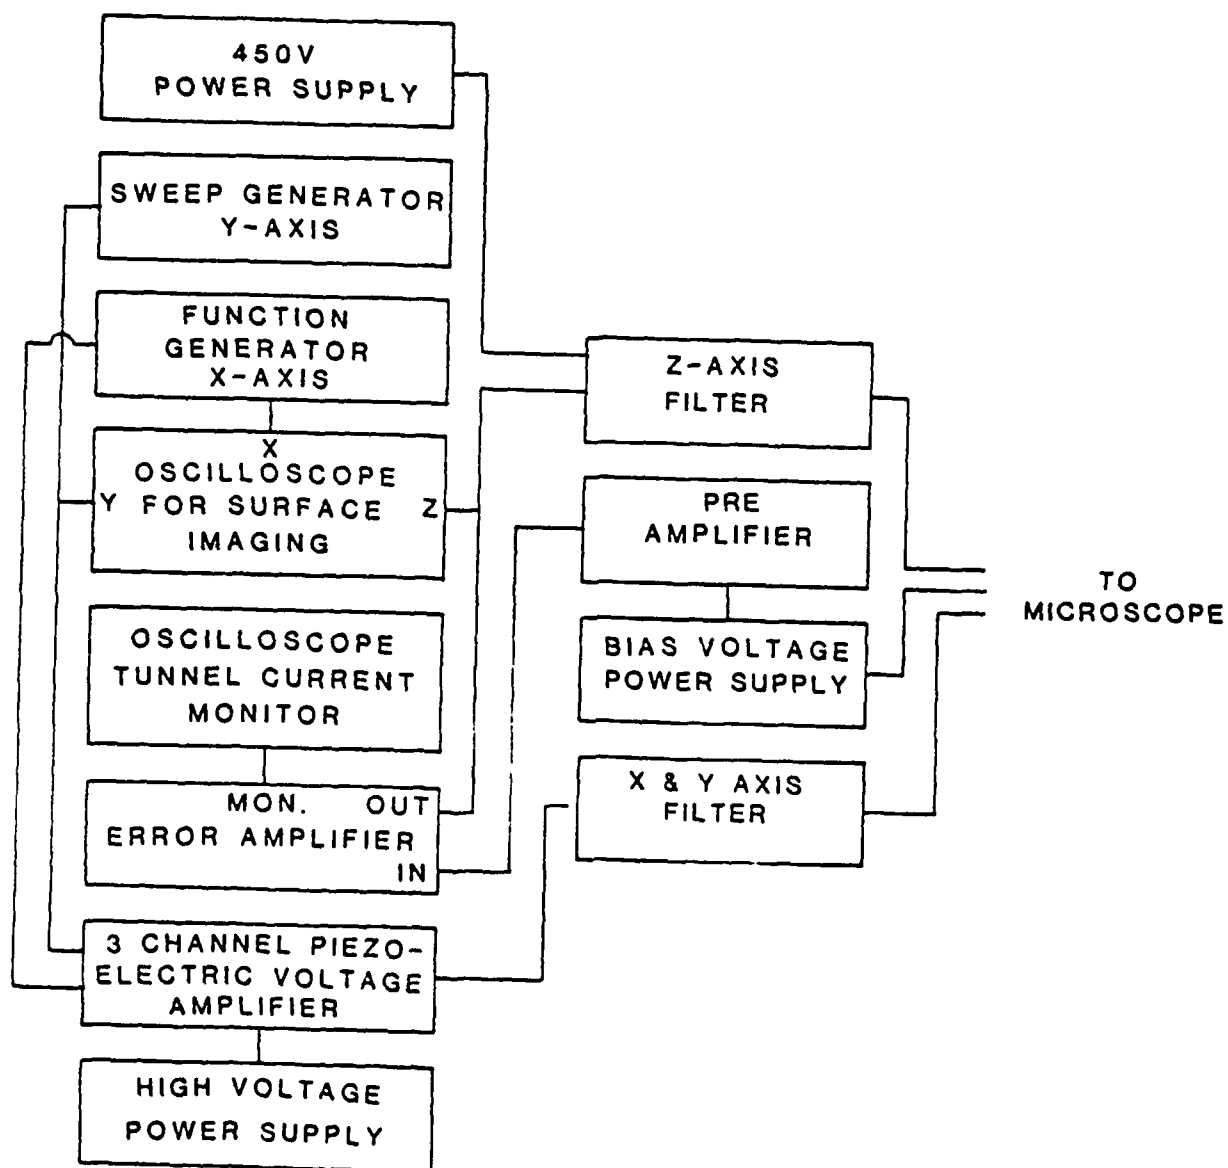 450V
POWER SUPPLY
SWEEP GENERATOR
Y-AXIS
FUNCTION
GENERATOR
X-AXIS
X
OSCILLOSCOPE
Y FOR SURFACE Z
IMAGING
OSCILLOSCOPE
TUNNEL CURRENT
MONITOR
MON. OUT
ERROR AMPLIFIER
IN
3 CHANNEL PIEZO-
ELECTRIC VOLTAGE
AMPLIFIER
HIGH VOLTAGE
POWER SUPPLY
Z-AXIS
FILTER
PRE
AMPLIFIER
BIAS VOLTAGE
POWER SUPPLY
X & Y AXIS
FILTER
TO
MICROSCOPE